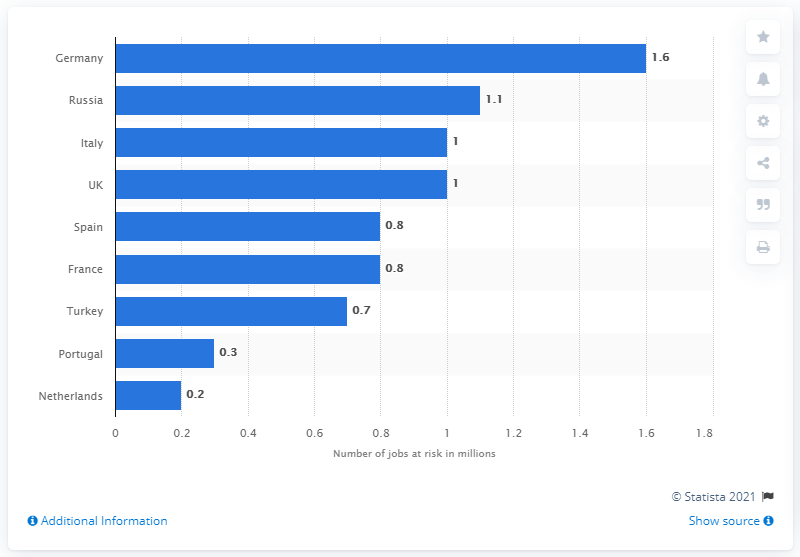 Germany 1.6
Russia 1.1
Italy 1
UK 1
Spain 0.8
France 0.8
Turkey 0.7
Portugal 0.3
Netherlands 0.2
0 0.2 0.4 0.6 0.8 1 1.2 1.4 1.6 1.8
Number of jobs at risk in millions
© Statista 2021
Additional Information Show source